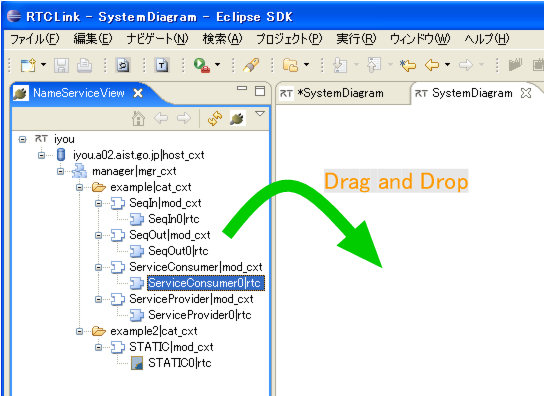 RTCLink - SystemDiagram - Eclipse SDK
ファイル(F) 編集(E) ナビゲート(N) 検索(A) プロジェクト(P) 実行(R) ウィンドウ(W) ヘルプ(H)
NameServiceView
RT *SystemDiagram
RT SystemDiagram
RT iyou
iyou.a02.aist.go.jp|host_cxt
manager|mgr_cxt
example|cat_cxt
SeqIn|mod_cxt
SeqIn0|rtc
SeqOut|mod_cxt
SeqOut0|rtc
ServiceConsumer|mod_cxt
ServiceConsumer0|rtc
ServiceProvider|mod_cxt
ServiceProvider0|rtc
example2|cat_cxt
STATIC|mod_cxt
STATIC0|rtc
Drag and Drop